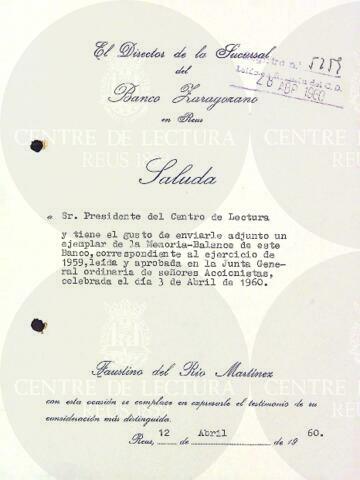 El Director de la Sucursal
del
Banco Zaragozano
en Reus
Saluda
a Sr. Presidente del Centro de Lectura
y tiene el gusto de enviarle adjunto un
ejemplar de la Memoria-Balance de este
Banco, correspondiente al ejercicio de
1959, leída y aprobada en la Junta Gene-
ral ordinaria de señores Accionistas,
celebrada el día 3 de Abril de 1960.
Faustino del Río Martínez
con esta ocasión se complace en expresarle el testimonio de su
consideración más distinguida.
Reus, 12 de Abril de 1960.
CENTRE DE LECTURA
REUS 1859
CENTRE DE LECTURA